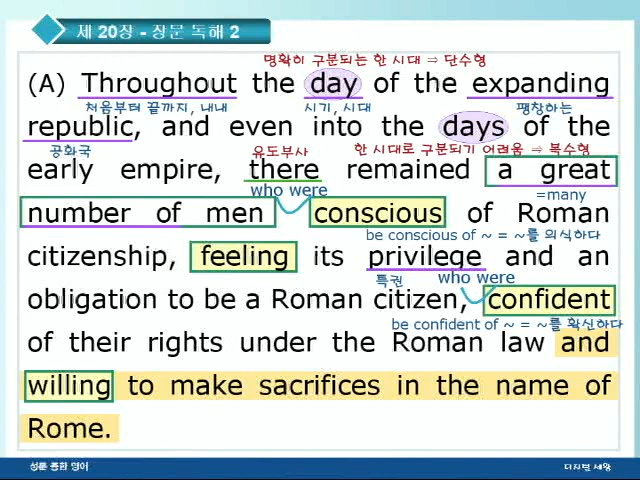 제 20장 - 장문 독해 2
명확히 구분되는 한 시대 ⇒ 단수형
(A) Throughout the day of the expanding
처음부터 끝까지, 내내 시기, 시대 팽창하는
republic, and even into the days of the
공화국 유도부사 한 시대로 구분되기 어려움 ⇒ 복수형
early empire, there remained a great
who were =many
number of men conscious of Roman
be conscious of ~ = ~를 의식하다
citizenship, feeling its privilege and an
특권 who were
obligation to be a Roman citizen, confident
be confident of ~ = ~를 확신하다
of their rights under the Roman law and
willing to make sacrifices in the name of
Rome.
성문 종합 영어 디지털 세상